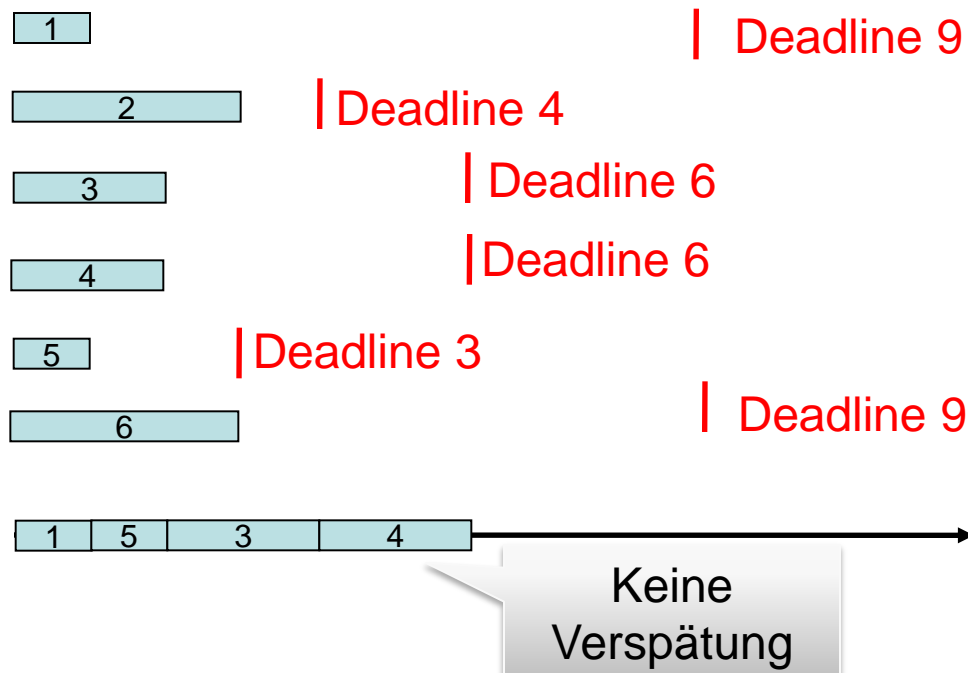 1
Deadline 9
2
Deadline 4
3
Deadline 6
4
Deadline 6
5
Deadline 3
6
Deadline 9
1 5 3 4
Keine
Verspätung